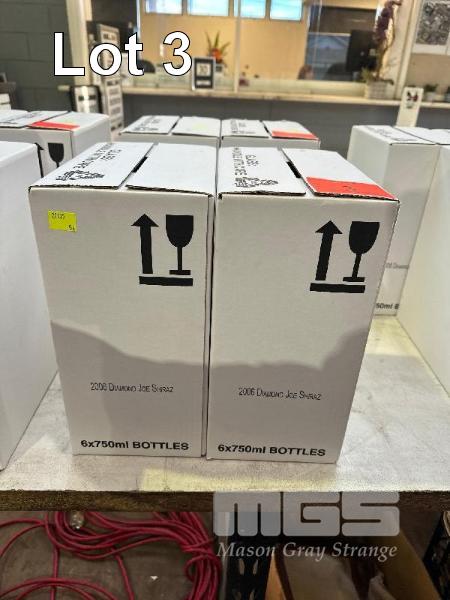 Lot 3
2006 DIAMOND JOE SHIRAZ
6x750ml BOTTLES
2006 DIAMOND JOE SHIRAZ
6x750ml BOTTLES
MGS
Mason Gray Strange